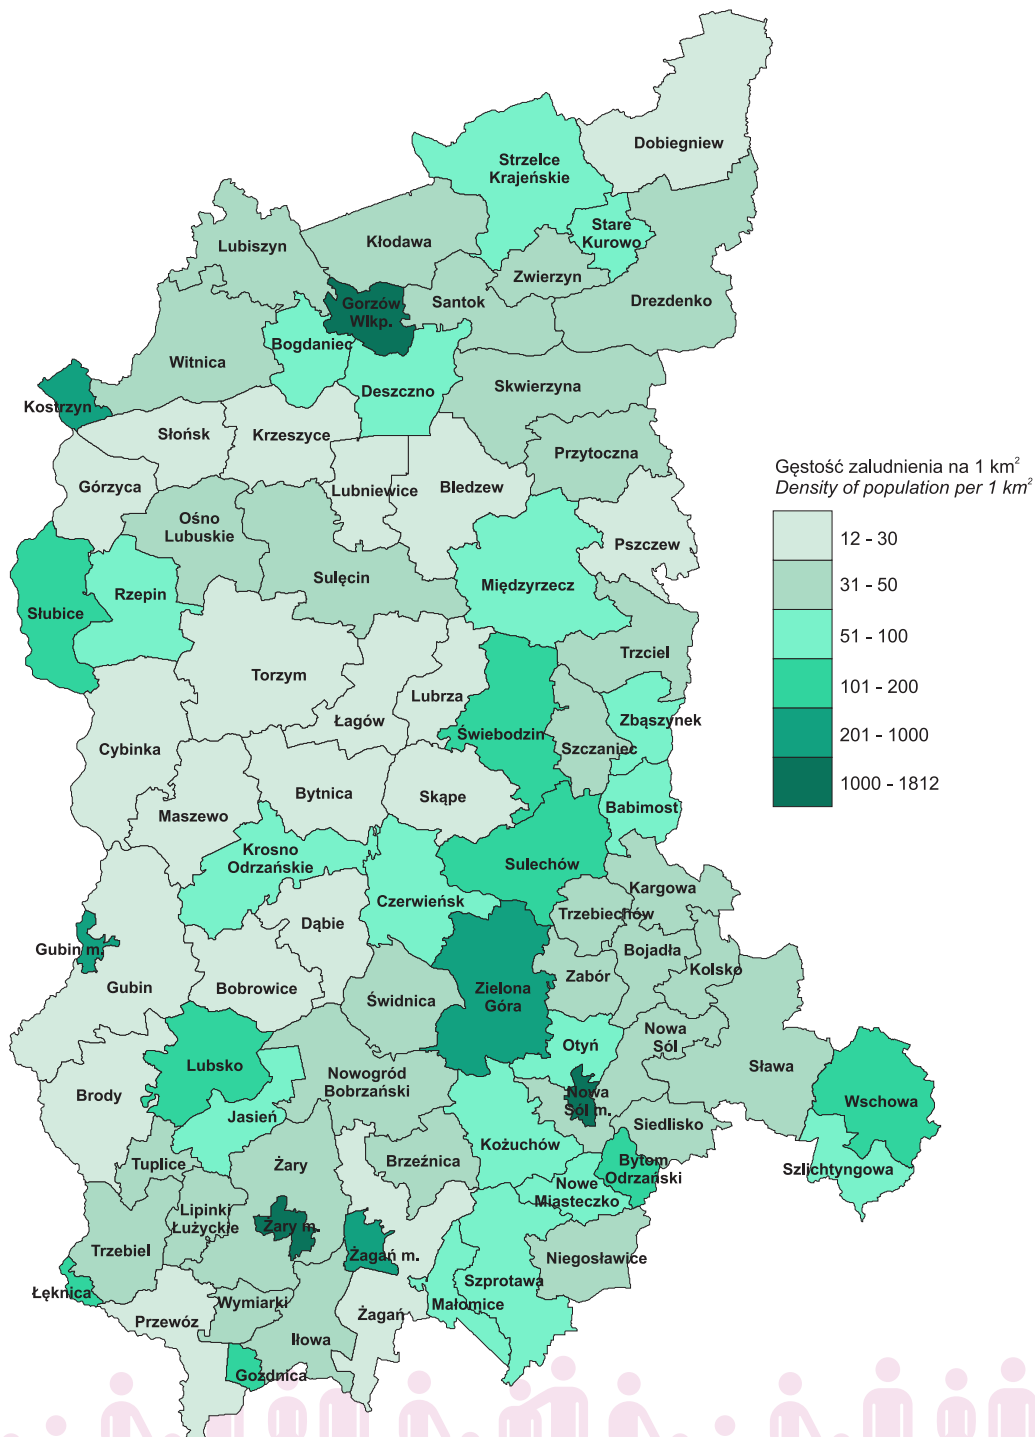 Dobiegniew
Strzelce
Krajeńskie
Stare
Kurowo
Lubiszyn
Kłodawa
Zwierzyn
Drezdenko
Gorzów
Wlkp.
Santok
Witnica
Bogdaniec
Deszczno
Skwierzyna
Kostrzyn
Słońsk
Krzeszyce
Przytoczna
Górzyca
Lubniewice
Bledzew
Ośno
Lubuskie
Pszczew
Gęstość zaludnienia na 1 km²
Density of population per 1 km²
12 - 30
31 - 50
51 - 100
101 - 200
201 - 1000
1000 - 1812
Sulęcin
Międzyrzecz
Rzepin
Słubice
Trzciel
Torzym
Lubrza
Łagów
Zbąszynek
Świebodzin
Szczaniec
Cybinka
Bytnica
Skąpe
Babimost
Maszewo
Krosno
Odrzańskie
Sulechów
Kargowa
Czerwieńsk
Trzebiechów
Dąbie
Gubin m.
Bojadła
Kolsko
Gubin
Bobrowice
Świdnica
Zielona
Góra
Zabór
Nowa
Sól
Otyń
Lubsko
Sława
Nowogród
Bobrzański
Brody
Jasień
Nowa
Sól m.
Wschowa
Siedlisko
Kożuchów
Tuplice
Żary
Brzeźnica
Bytom
Odrzański
Szlichtyngowa
Nowe
Miasteczko
Lipinki
Łużyckie
Żary m.
Trzebiel
Żagań m.
Niegosławice
Szprotawa
Łęknica
Małomice
Wymiarki
Przewóz
Żagań
Iłowa
Gozdnica